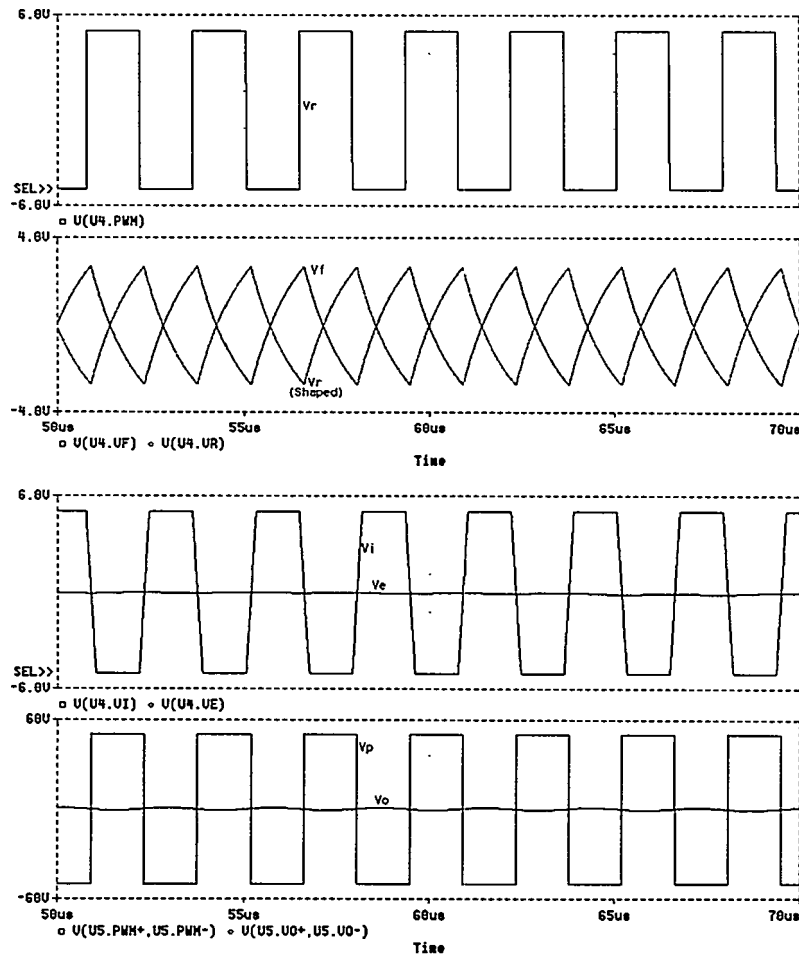 6.0V
Vr
SEL>>
-6.0V
▫ V(U4.PWM)
4.0V
Vf
Vr
(Shaped)
-4.0V
50us 55us 60us 65us 70us
▫ V(U4.VF) ⋄ V(U4.VR)
Time
6.0V
Vi
Ve
SEL>>
-6.0V
▫ V(U4.VI) ⋄ V(U4.VE)
60V
Vp
Vo
-60V
50us 55us 60us 65us 70us
▫ V(U5.PWM+,U5.PWM-) ⋄ V(U5.VO+,U5.VO-)
Time